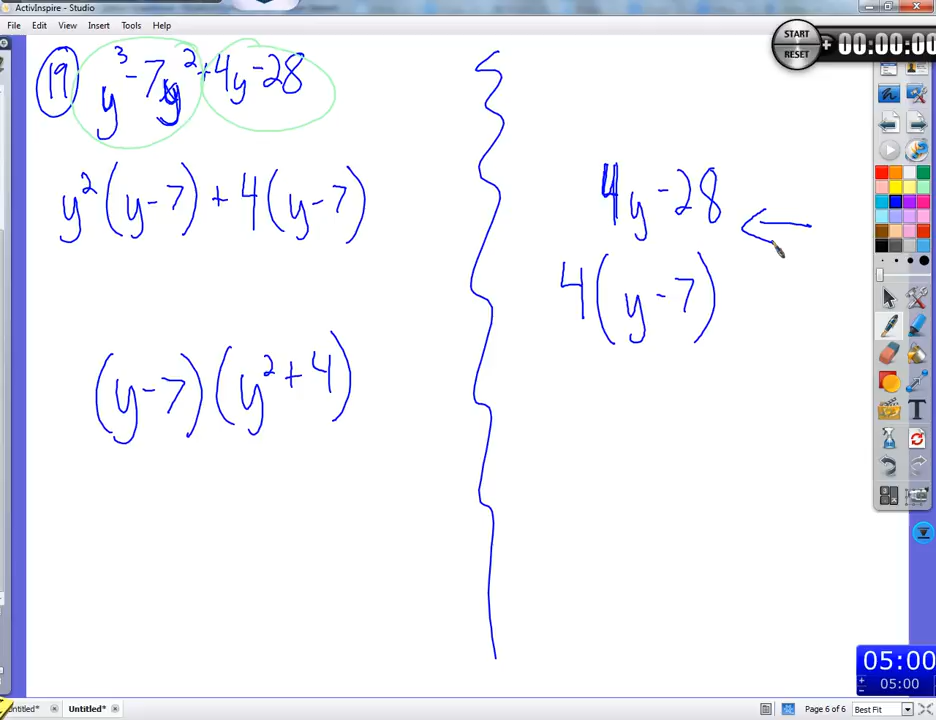 ActivInspire - Studio
File Edit View Insert Tools Help
START
RESET
00:00:00
19 y³ - 7y² + 4y - 28
y² (y - 7) + 4 (y - 7)
(y - 7) (y² + 4)
4y - 28
4 (y - 7)
T
05:00
05:00
ntitled* Untitled* Page 6 of 6 Best Fit